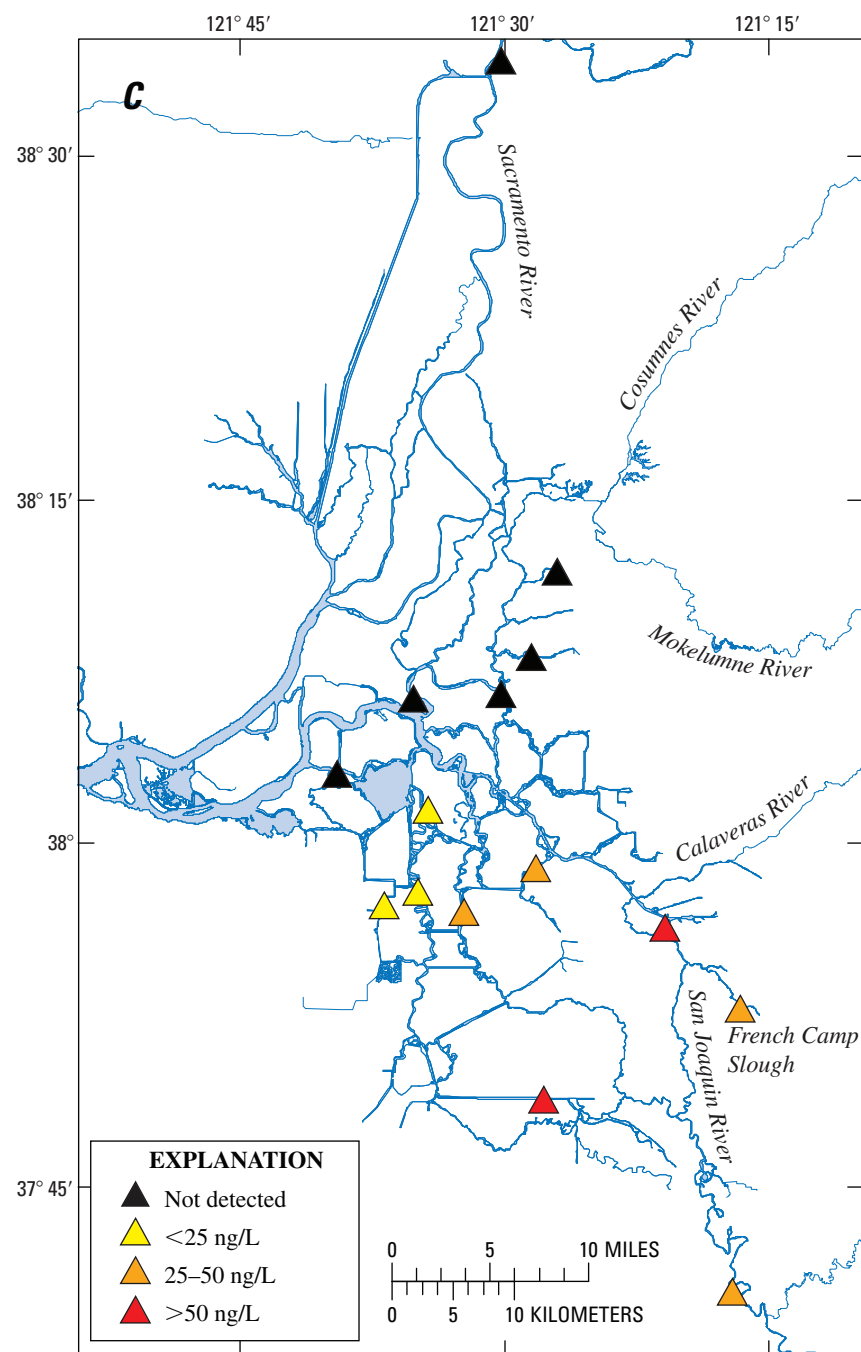 121° 45′ 121° 30′ 121° 15′
C
38° 30′
Sacramento River
Cosumnes River
38° 15′
Mokelumne River
38°
Calaveras River
San Joaquin River
French Camp
Slough
37° 45′
EXPLANATION
Not detected
<25 ng/L
25–50 ng/L
>50 ng/L
0 5 10 MILES
0 5 10 KILOMETERS